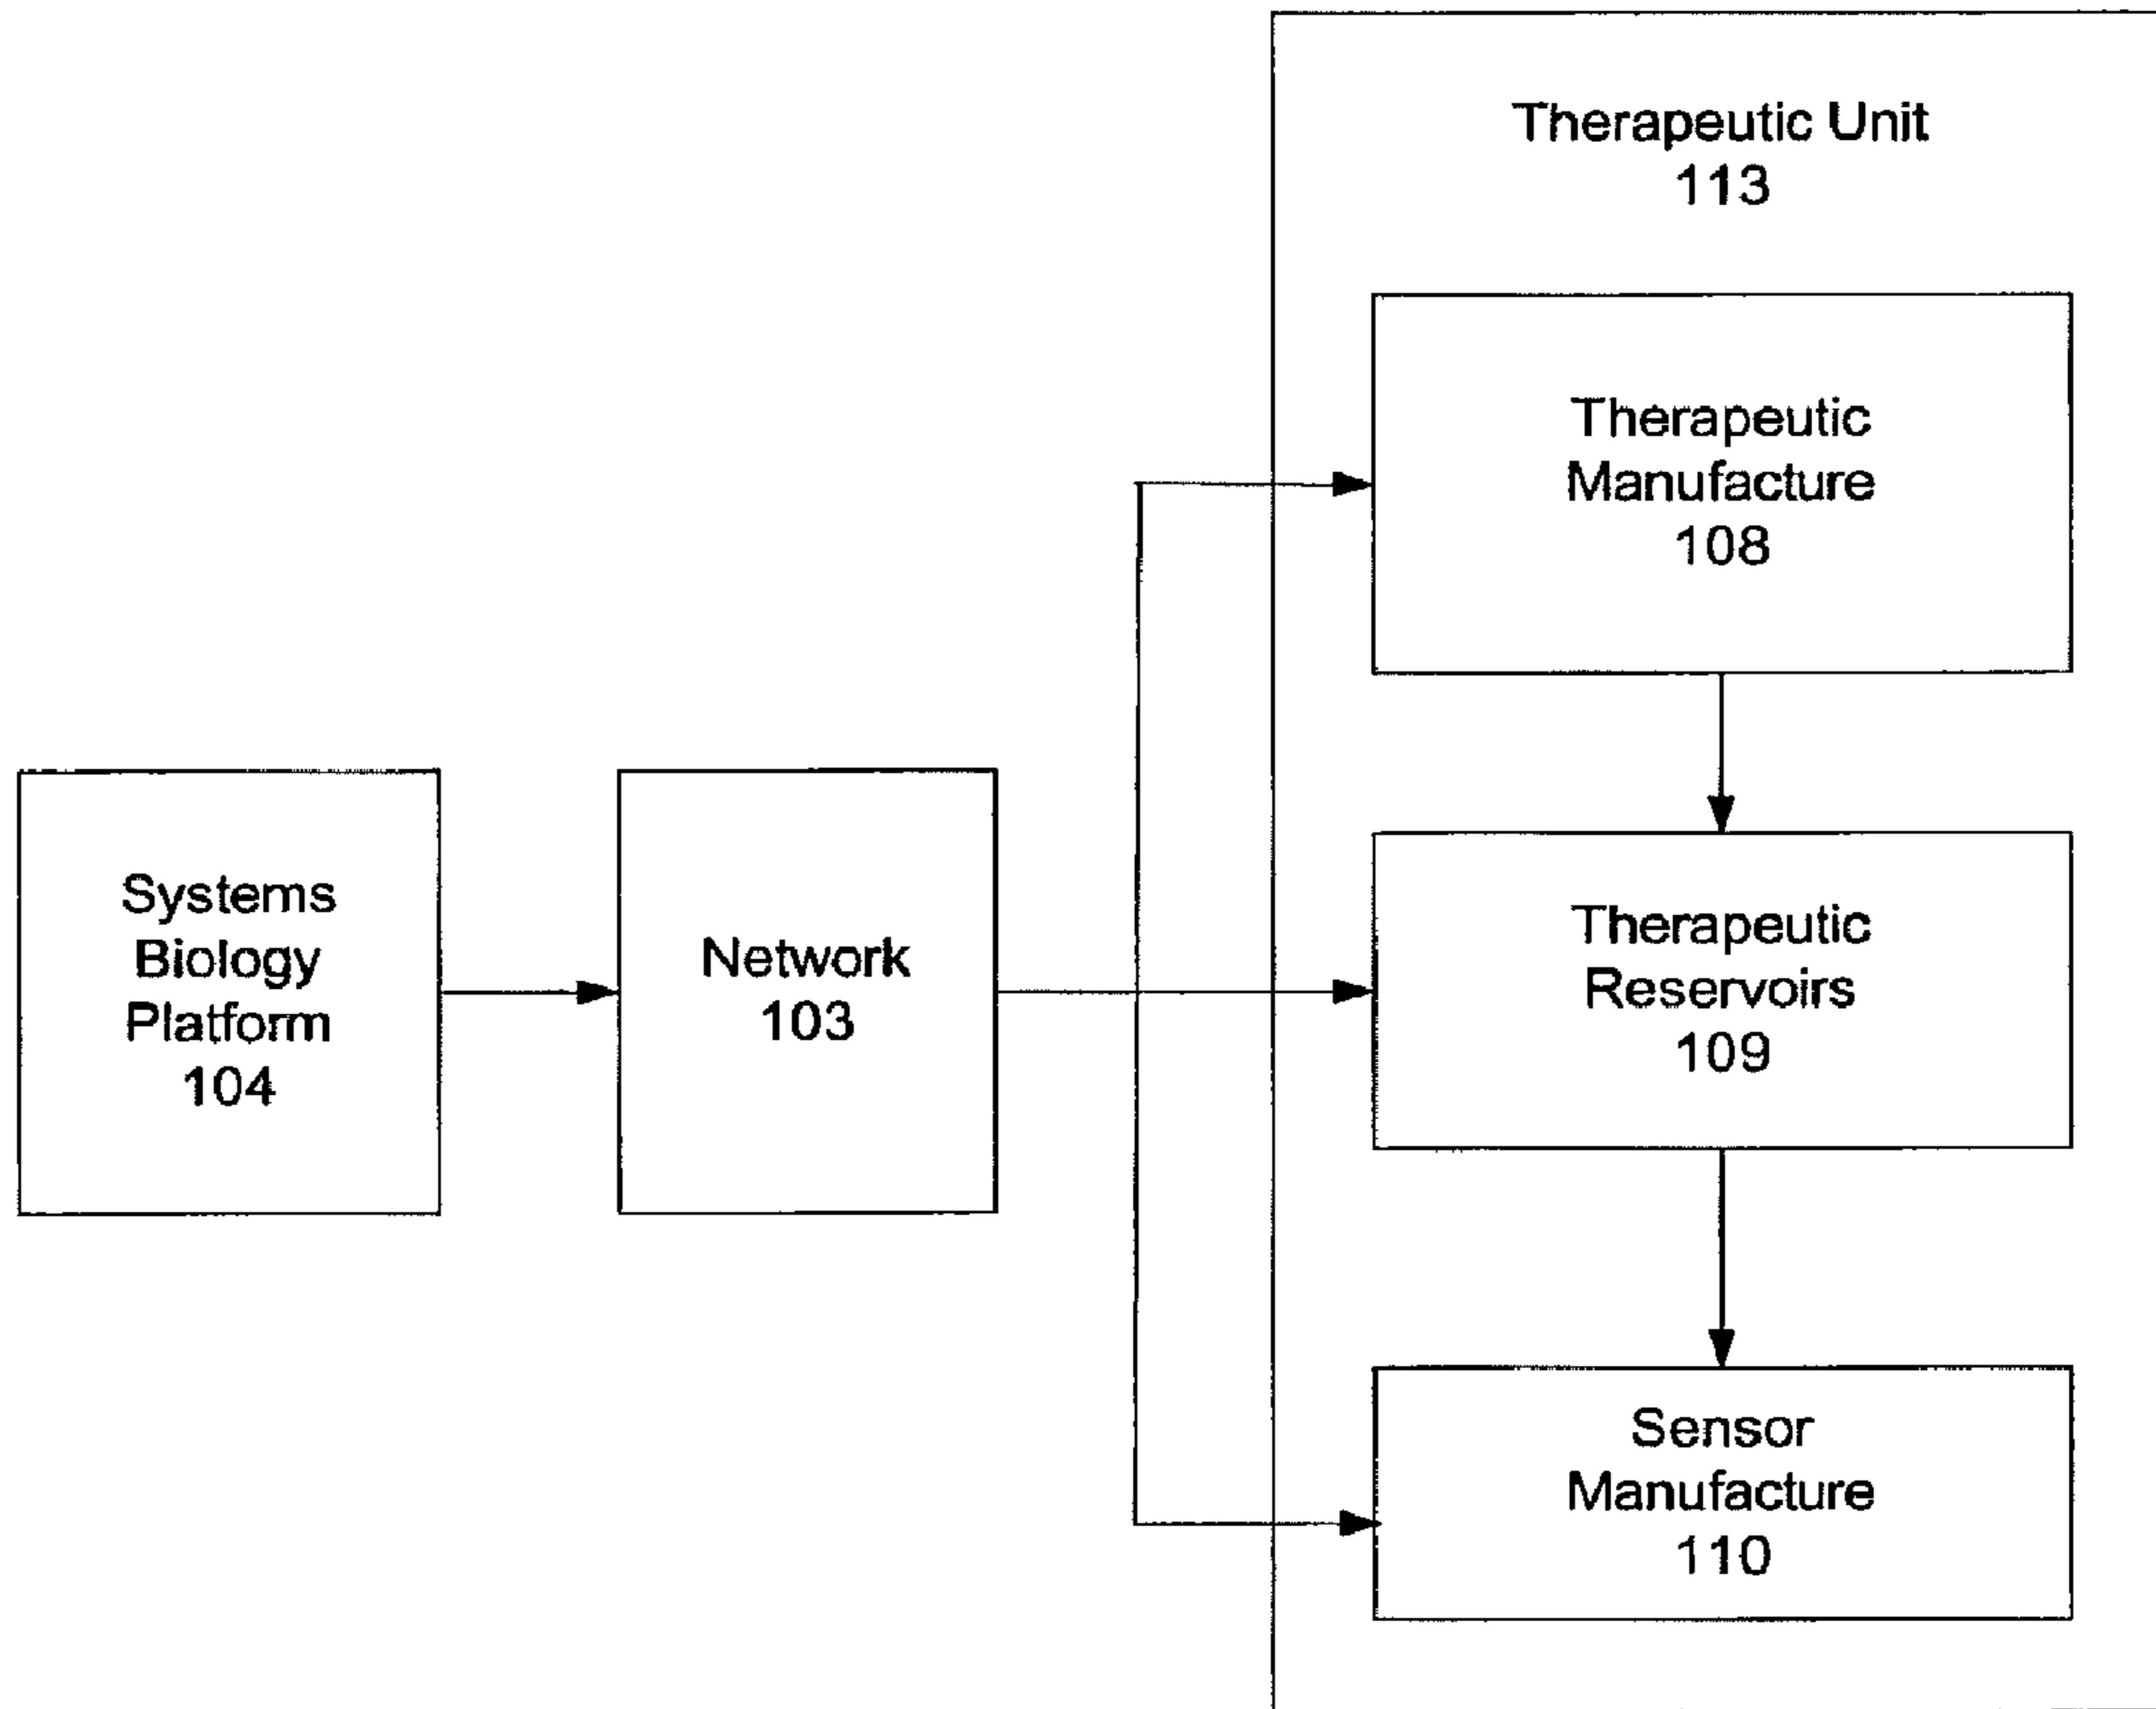 Therapeutic Unit
113
Therapeutic
Manufacture
108
Systems
Biology
Platform
104
Network
103
Therapeutic
Reservoirs
109
Sensor
Manufacture
110